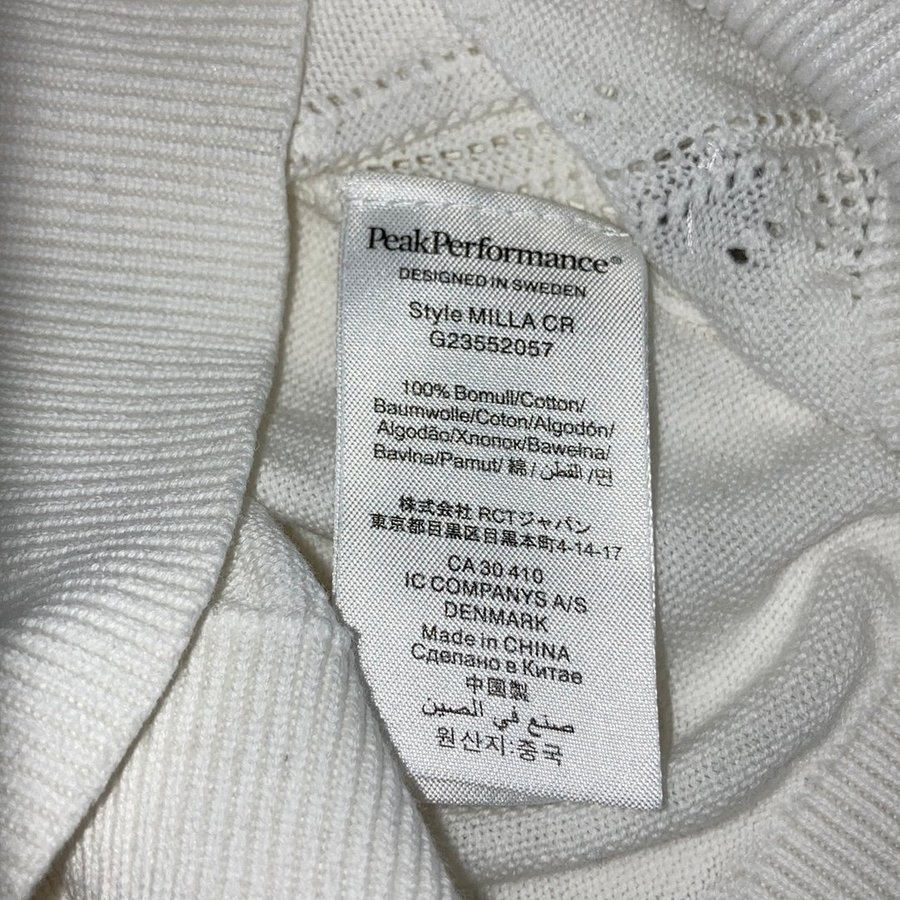 PeakPerformance®
DESIGNED IN SWEDEN
Style MILLA CR
G23552057
100% Bomull/Cotton/
Baumwolle/Coton/Algodón/
Algodão/Хлопок/Bawełna/
Bavlna/Pamut/ 綿 / القطن /면
株式会社 RCTジャパン
東京都目黒区目黒本町4-14-17
CA 30 410
IC COMPANYS A/S
DENMARK
Made in CHINA
Сделано в Китае
中国製
صنع في الصين
원산지:중국